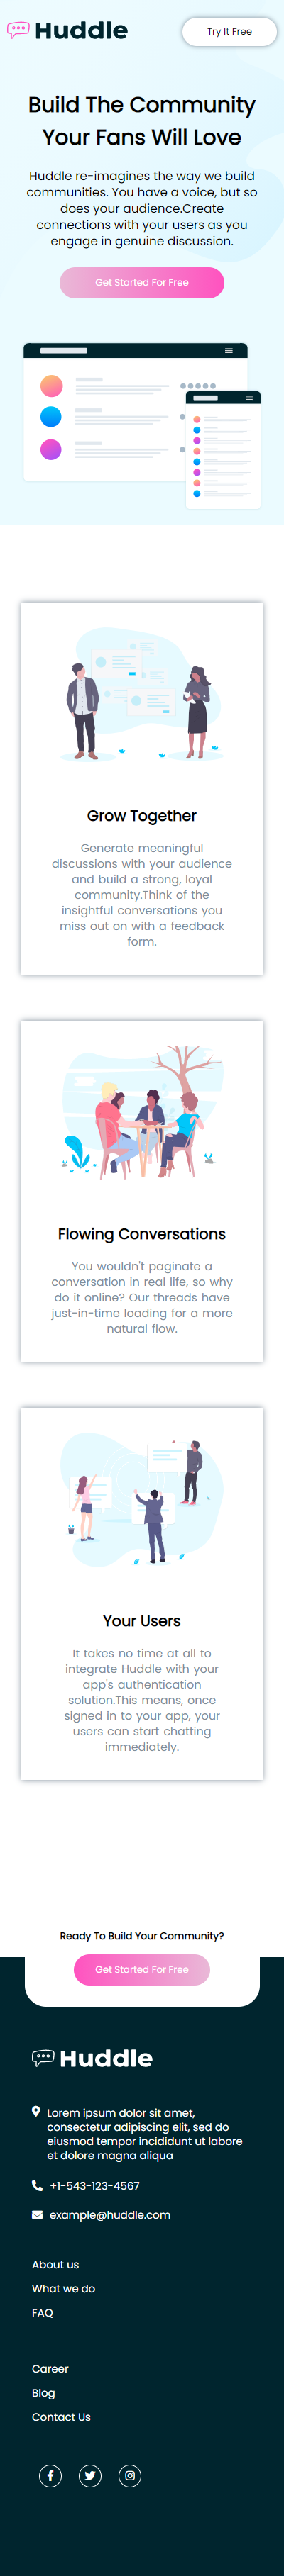 Huddle
Try It Free
Build The Community
Your Fans Will Love
Huddle re-imagines the way we build
communities. You have a voice, but so
does your audience.Create
connections with your users as you
engage in genuine discussion.
Get Started For Free
Grow Together
Generate meaningful
discussions with your audience
and build a strong, loyal
community.Think of the
insightful conversations you
miss out on with a feedback
form.
Flowing Conversations
You wouldn't paginate a
conversation in real life, so why
do it online? Our threads have
just-in-time loading for a more
natural flow.
Your Users
It takes no time at all to
integrate Huddle with your
app's authentication
solution.This means, once
signed in to your app, your
users can start chatting
immediately.
Ready To Build Your Community?
Get Started For Free
Huddle
Lorem ipsum dolor sit amet,
consectetur adipiscing elit, sed do
eiusmod tempor incididunt ut labore
et dolore magna aliqua
+1-543-123-4567
example@huddle.com
About us
What we do
FAQ
Career
Blog
Contact Us